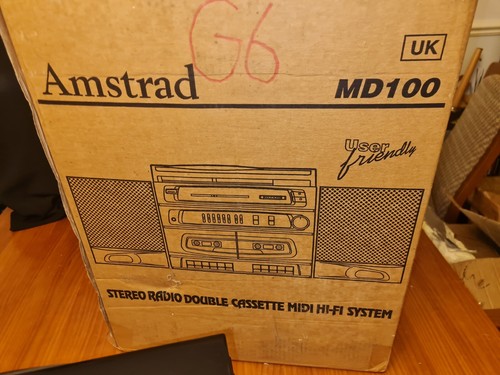 G6
UK
Amstrad
MD100
User
friendly
STEREO RADIO DOUBLE CASSETTE MIDI HI-FI SYSTEM